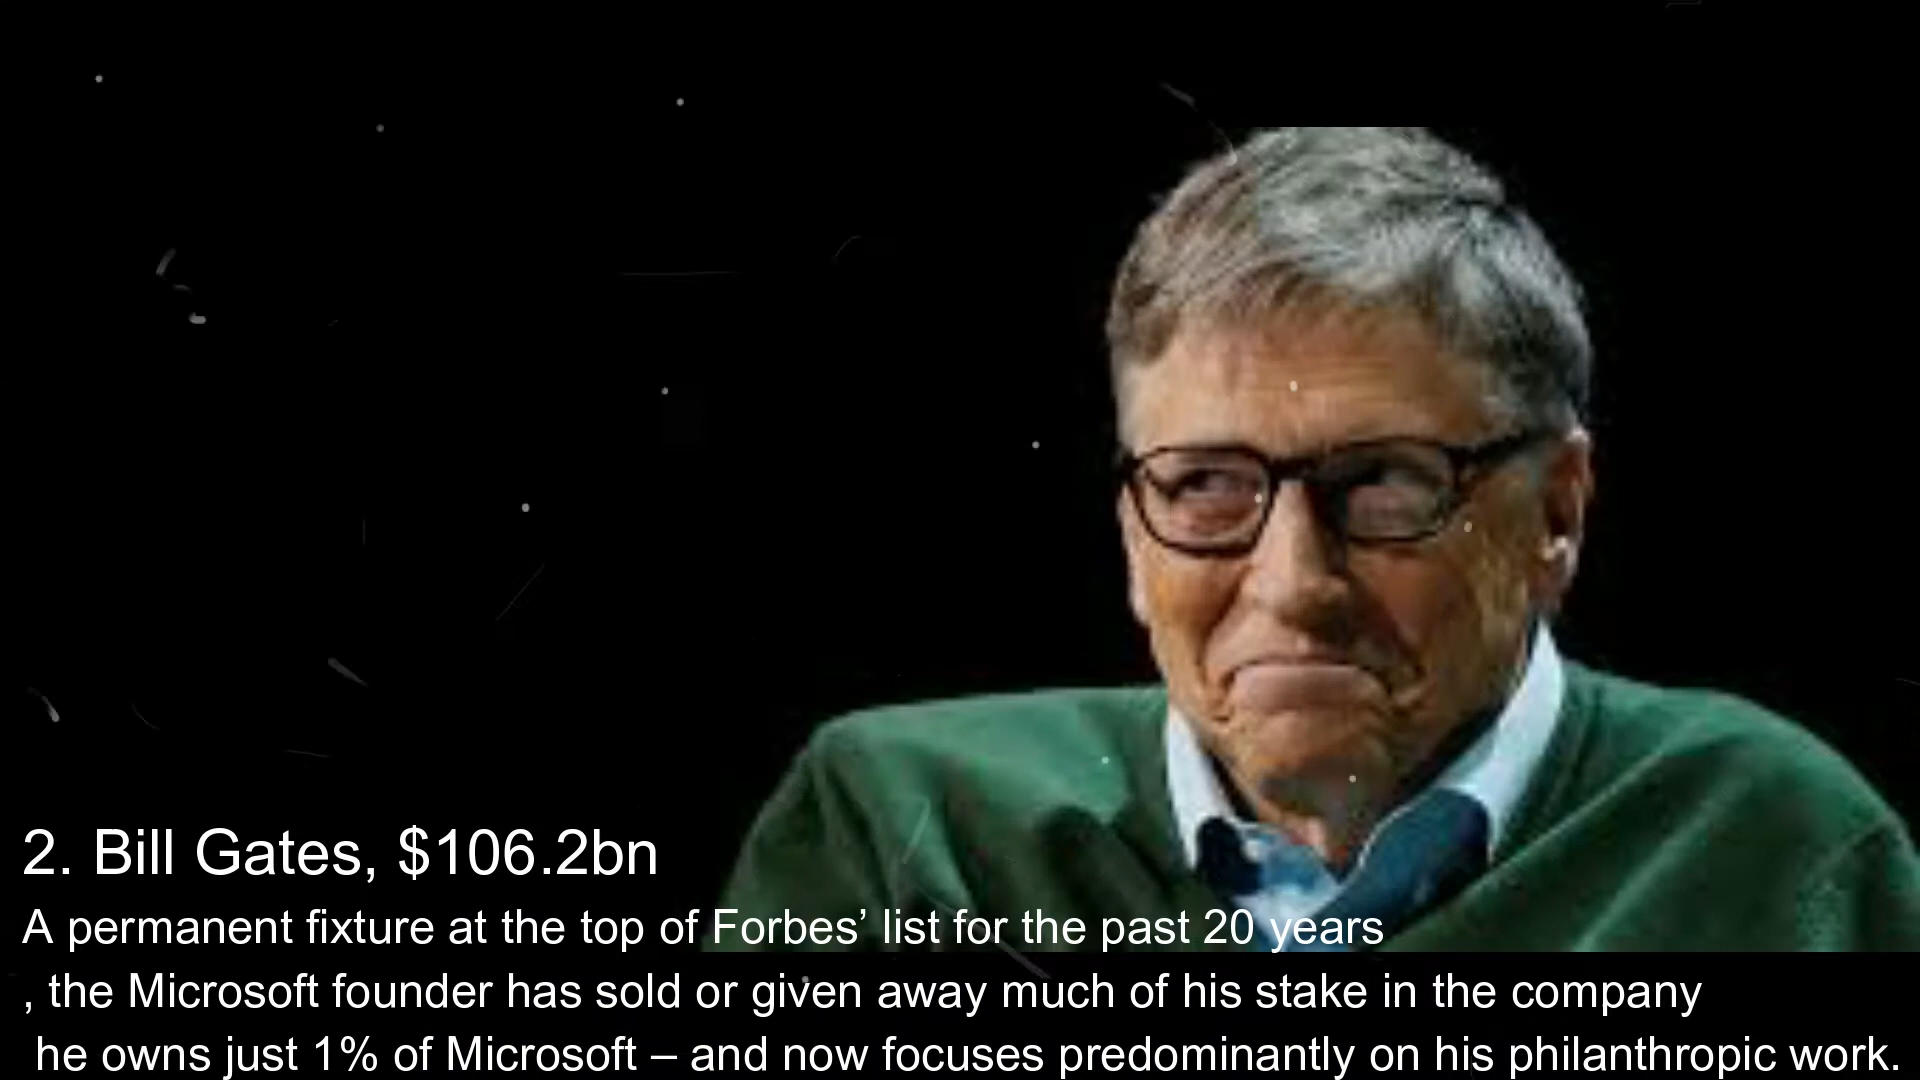 2. Bill Gates, $106.2bn
A permanent fixture at the top of Forbes’ list for the past 20 years
, the Microsoft founder has sold or given away much of his stake in the company
he owns just 1% of Microsoft – and now focuses predominantly on his philanthropic work.